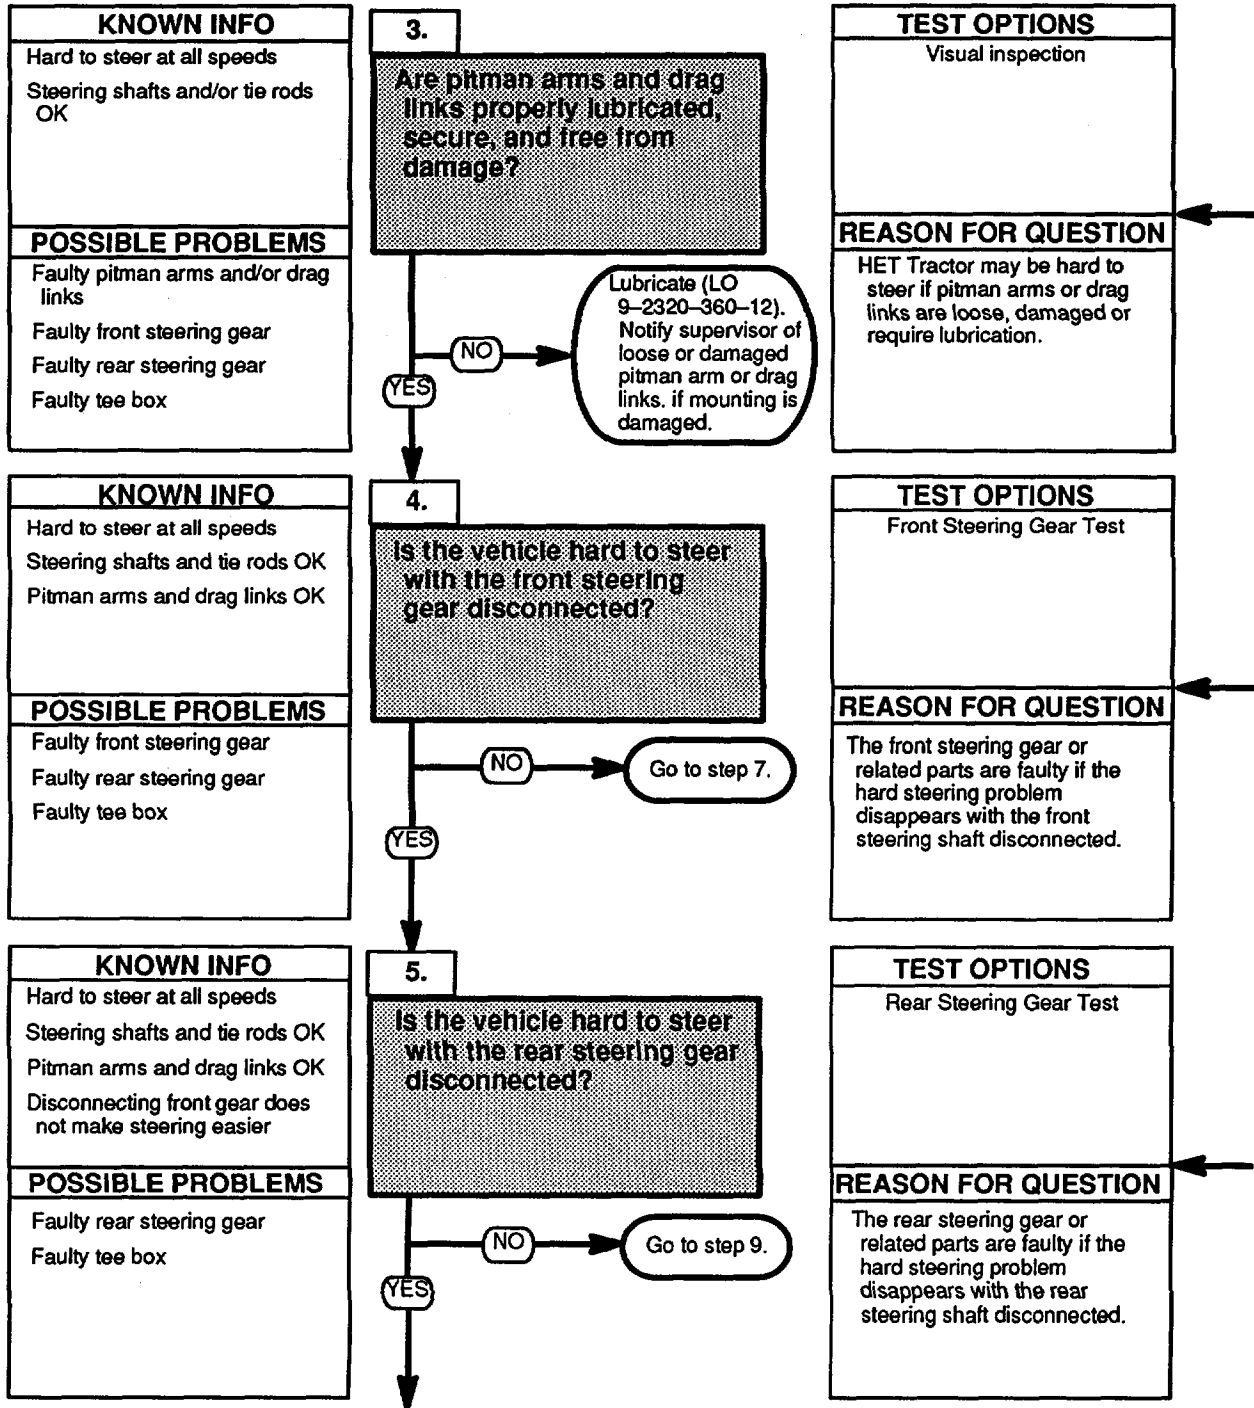 KNOWN INFO
Hard to steer at all speeds
Steering shafts and/or tie rods
OK
POSSIBLE PROBLEMS
Faulty pitman arms and/or drag
links
Faulty front steering gear
Faulty rear steering gear
Faulty tee box
3.
Are pitman arms and drag
links properly lubricated,
secure, and free from
damage?
NO
Lubricate (LO
9–2320–360–12).
Notify supervisor of
loose or damaged
pitman arm or drag
links. if mounting is
damaged.
YES
TEST OPTIONS
Visual inspection
REASON FOR QUESTION
HET Tractor may be hard to
steer if pitman arms or drag
links are loose, damaged or
require lubrication.
KNOWN INFO
Hard to steer at all speeds
Steering shafts and tie rods OK
Pitman arms and drag links OK
POSSIBLE PROBLEMS
Faulty front steering gear
Faulty rear steering gear
Faulty tee box
4.
Is the vehicle hard to steer
with the front steering
gear disconnected?
NO
Go to step 7.
YES
TEST OPTIONS
Front Steering Gear Test
REASON FOR QUESTION
The front steering gear or
related parts are faulty if the
hard steering problem
disappears with the front
steering shaft disconnected.
KNOWN INFO
Hard to steer at all speeds
Steering shafts and tie rods OK
Pitman arms and drag links OK
Disconnecting front gear does
not make steering easier
POSSIBLE PROBLEMS
Faulty rear steering gear
Faulty tee box
5.
Is the vehicle hard to steer
with the rear steering gear
disconnected?
NO
Go to step 9.
YES
TEST OPTIONS
Rear Steering Gear Test
REASON FOR QUESTION
The rear steering gear or
related parts are faulty if the
hard steering problem
disappears with the rear
steering shaft disconnected.